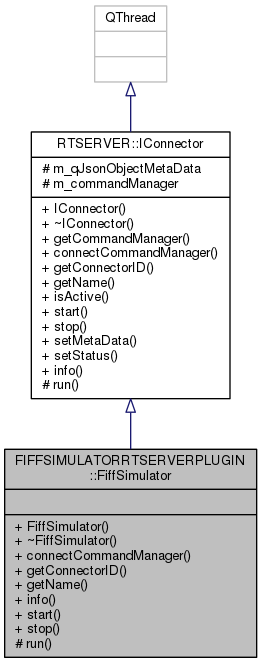 QThread
RTSERVER::IConnector
# m_qJsonObjectMetaData
# m_commandManager
+ IConnector()
+ ~IConnector()
+ getCommandManager()
+ connectCommandManager()
+ getConnectorID()
+ getName()
+ isActive()
+ start()
+ stop()
+ setMetaData()
+ setStatus()
+ info()
# run()
FIFFSIMULATORRTSERVERPLUGIN
::FiffSimulator
+ FiffSimulator()
+ ~FiffSimulator()
+ connectCommandManager()
+ getConnectorID()
+ getName()
+ info()
+ start()
+ stop()
# run()